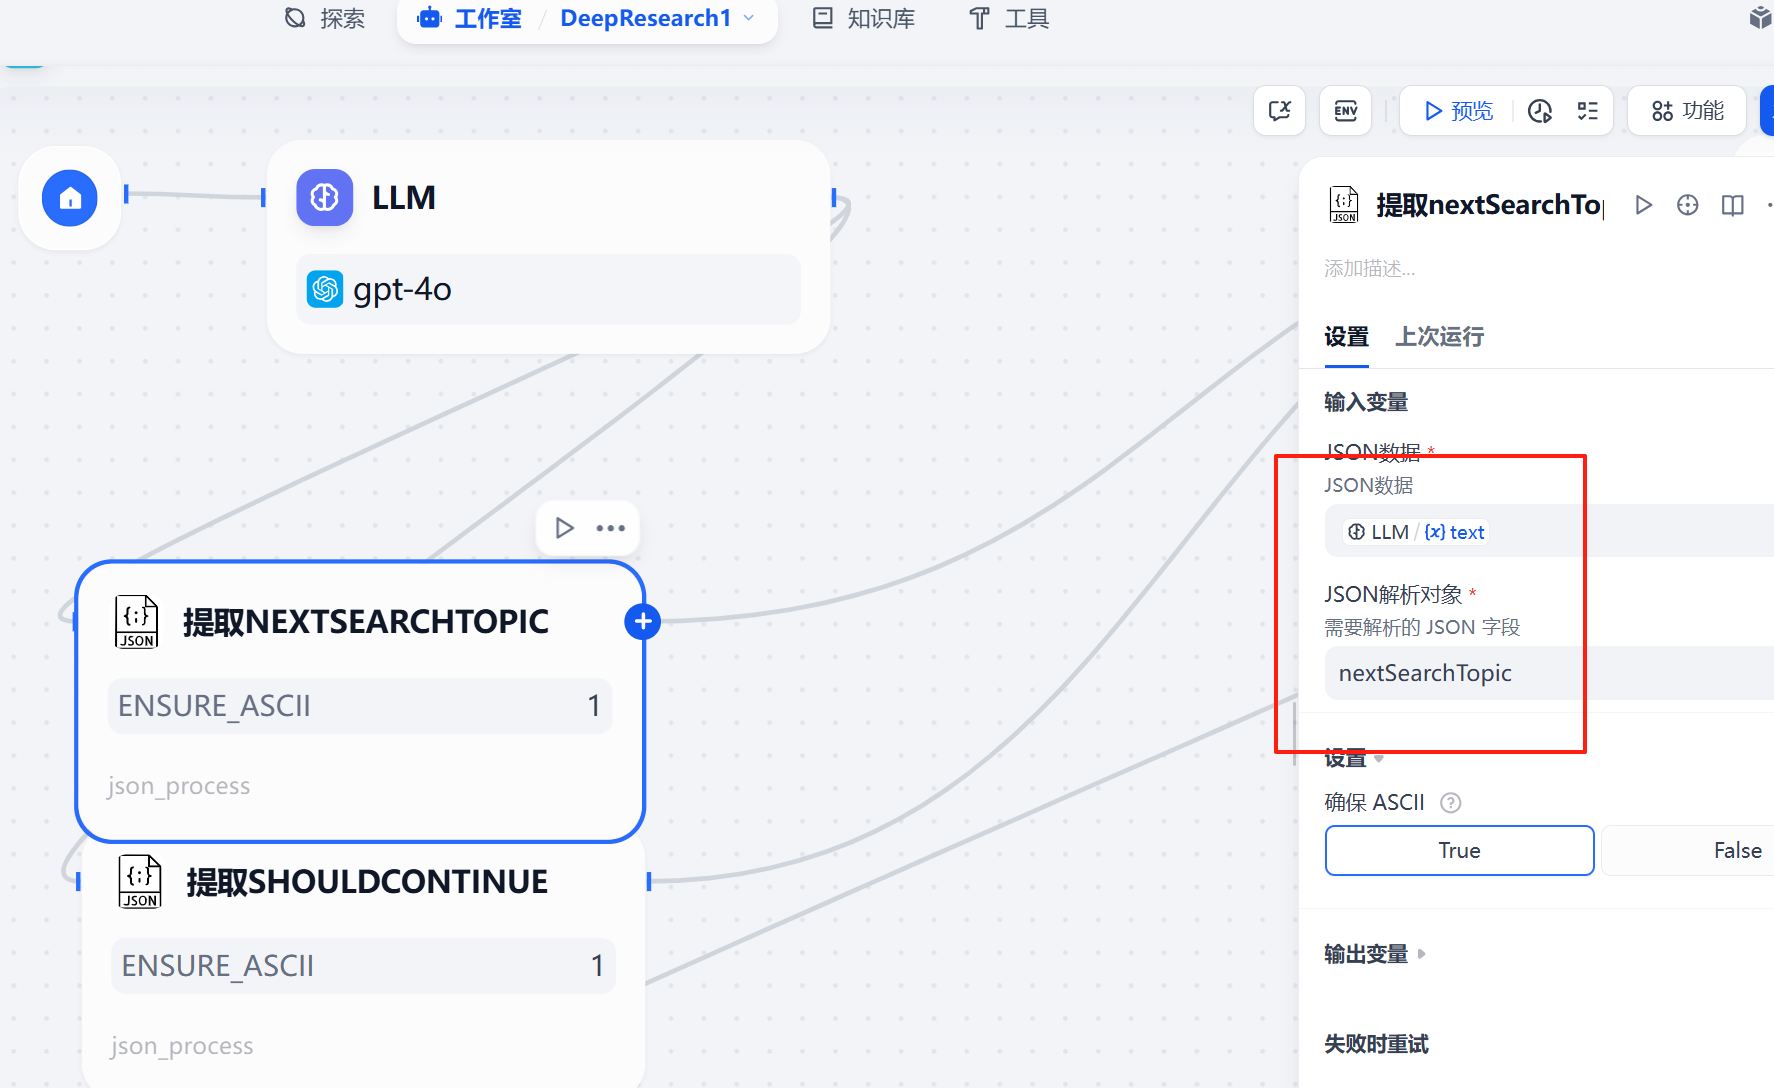 探索
工作室 / DeepResearch1
知识库
工具
ENV
预览
功能
LLM
gpt-4o
{;}
JSON
提取NEXTSEARCHTOPIC
ENSURE_ASCII 1
json_process
{;}
JSON
提取SHOULDCONTINUE
ENSURE_ASCII 1
json_process
{;}
JSON
提取nextSearchTo
添加描述...
设置 上次运行
输入变量
JSON数据 *
JSON数据
LLM / {x} text
JSON解析对象 *
需要解析的 JSON 字段
nextSearchTopic
设置
确保 ASCII ?
True False
输出变量
失败时重试